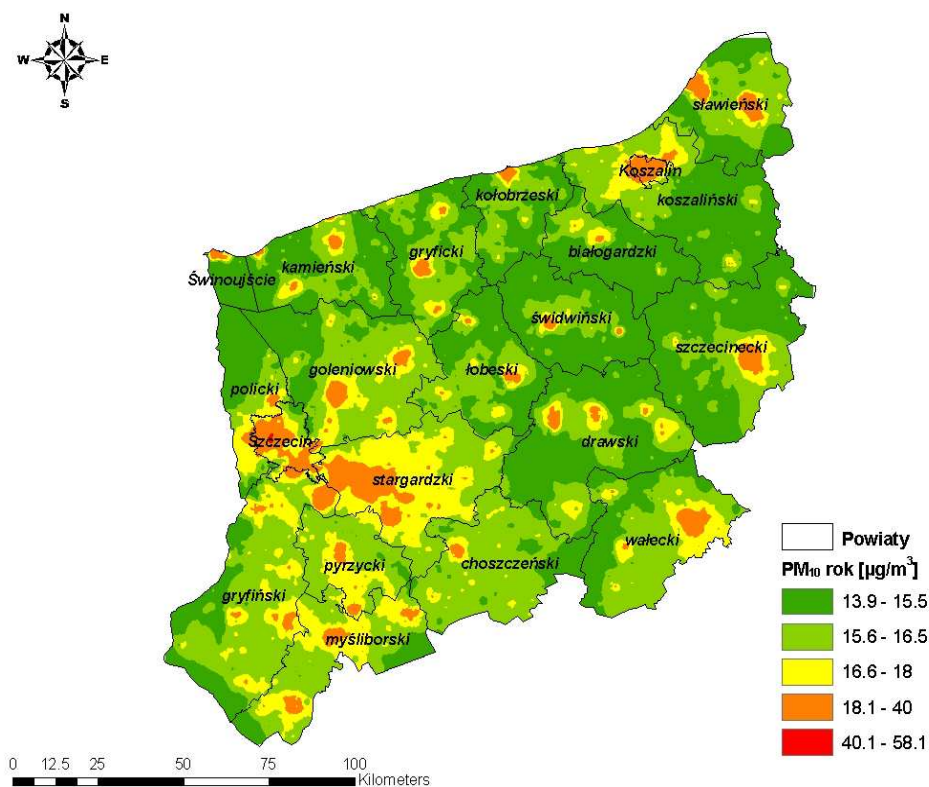 N
W E
S
sławieński
Koszalin
koszaliński
kołobrzeski
białogardzki
gryficki
kamieński
Świnoujście
świdwiński
szczecinecki
goleniowski
łobeski
policki
drawski
Szczecin
stargardzki
wałecki
choszczeński
pyrzycki
gryfiński
myśliborski
Powiaty
PM₁₀ rok [µg/m³]
13.9 - 15.5
15.6 - 16.5
16.6 - 18
18.1 - 40
40.1 - 58.1
0 12.5 25 50 75 100
Kilometers